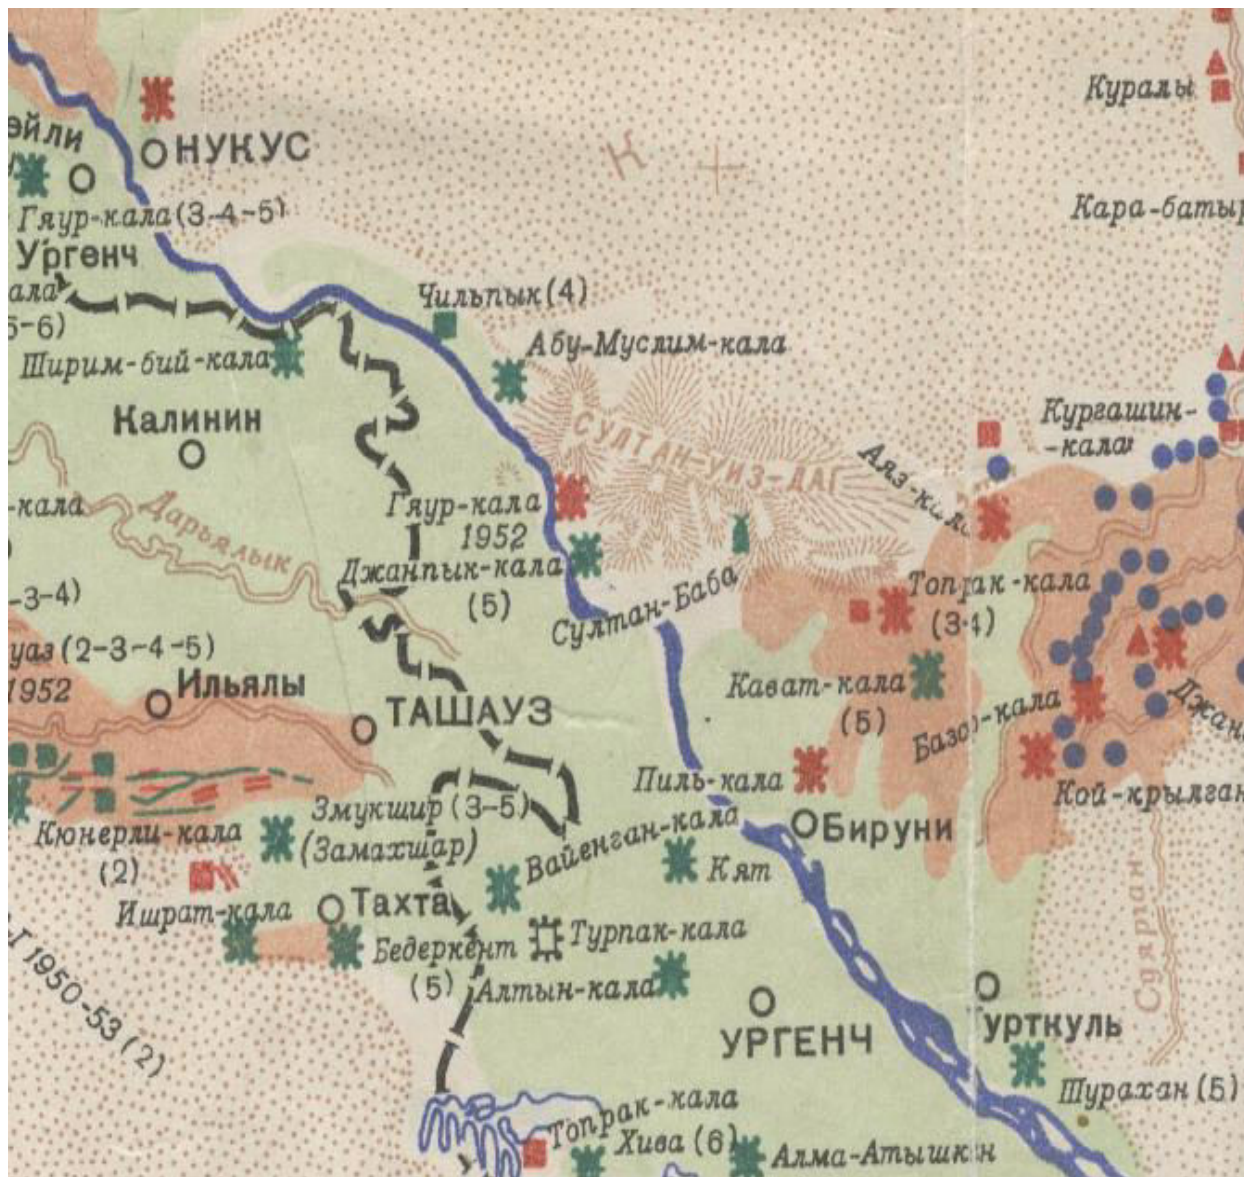 Куралы
эйли
НУКУС
Гяур-кала (3-4-5)
Ургенч
К
Кара-батыр
ала
5-6)
Чильпык (4)
Ширим-бий-кала
Абу-Муслим-кала
Калинин
СУЛТАН-УИЗ-ДАГ
Кургашин-
-кала
Аяз-кала
-кала
Дарьялык
Гяур-кала
1952
Джанпык-кала
(5)
Султан-Баба
Топрак-кала
(3-4)
-3-4)
уаз (2-3-4-5)
1952
Ильялы
ТАШАУЗ
Кават-кала
(5)
Базар-кала
Джанб
Пиль-кала
Кой-крылган
Змукшир (3-5)
(Замахшар)
Кюнерли-кала
(2)
Вайенган-кала
Бируни
Кят
Ишрат-кала
Тахта
Бедеркент
(5)
Турпак-кала
Алтын-кала
Г 1950-53 (2)
УРГЕНЧ
Суярган
Турткуль
Шурахан (5)
Топрак-кала
Хива (6)
Алма-Атышкан